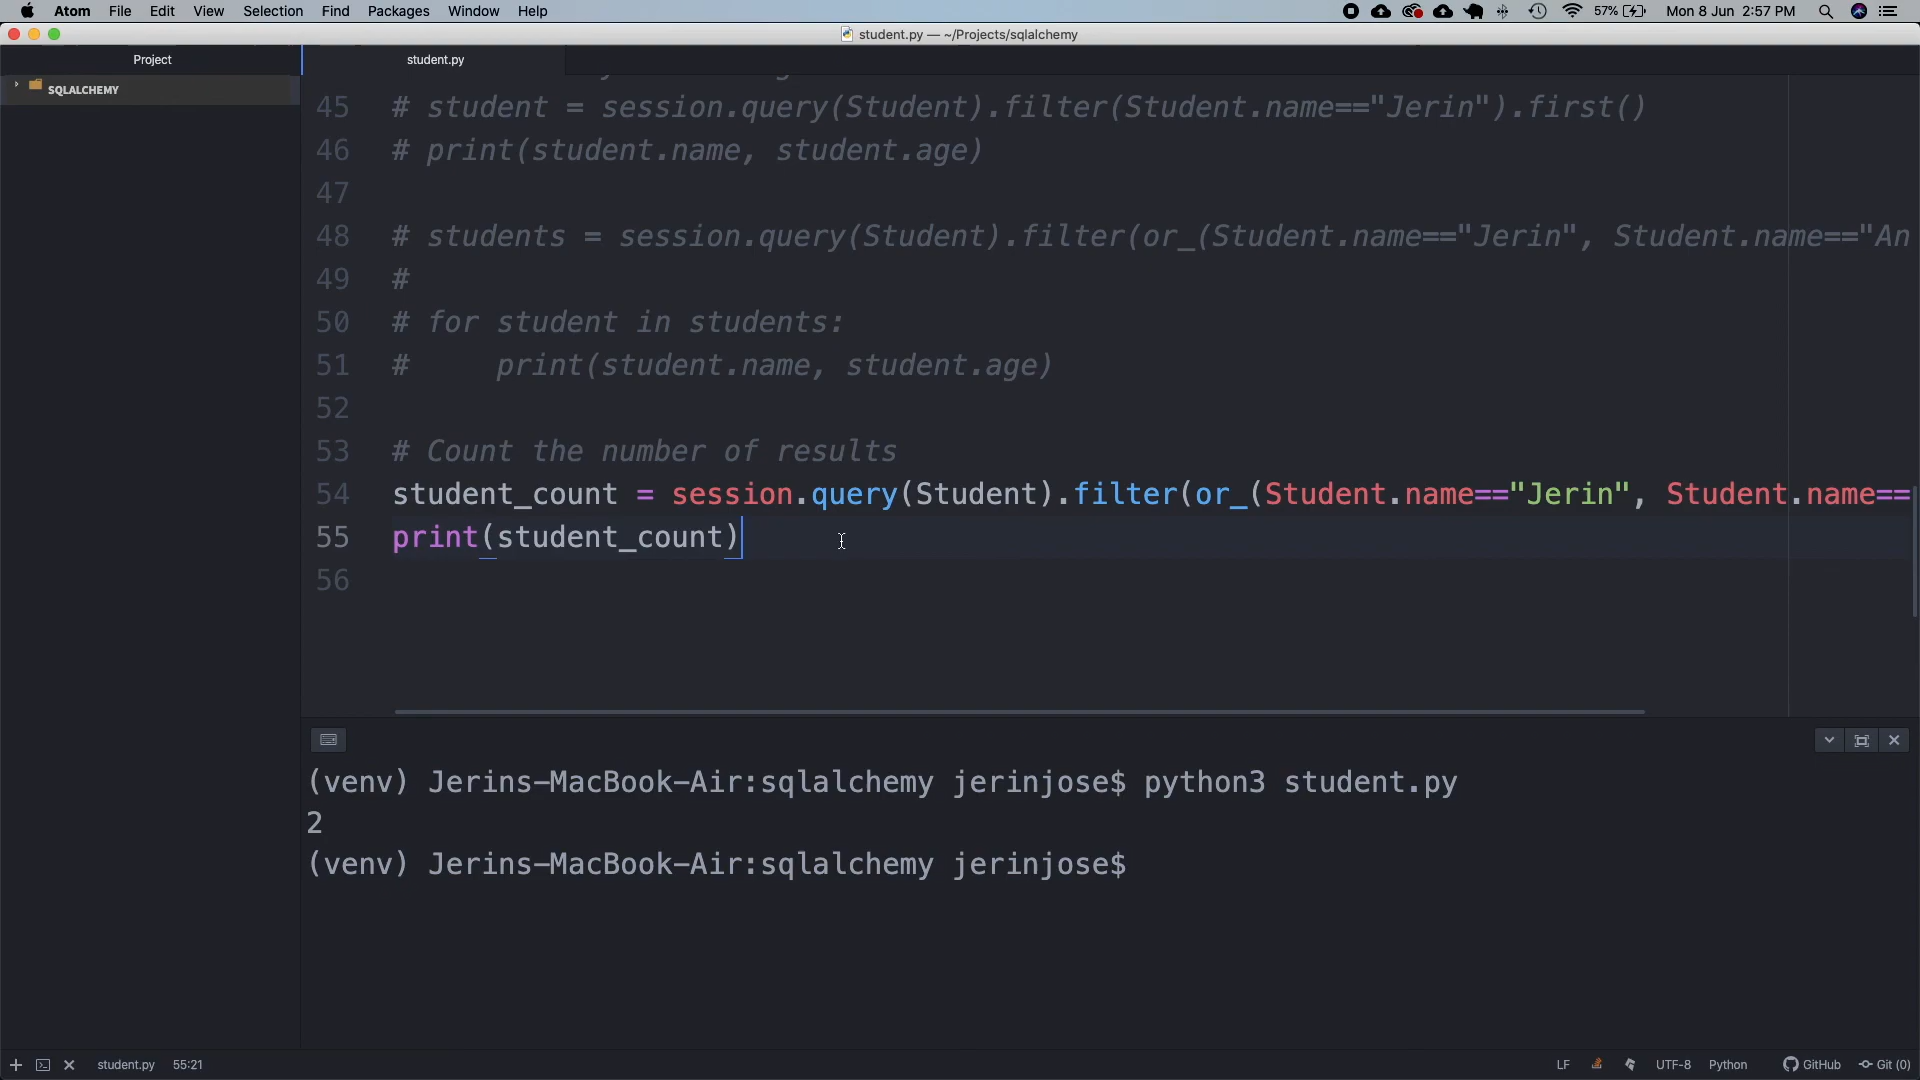 Atom File Edit View Selection Find Packages Window Help 57% Mon 8 Jun 2:57 PM
student.py — ~/Projects/sqlalchemy
Project student.py
SQLALCHEMY
45 # student = session.query(Student).filter(Student.name=="Jerin").first()
46 # print(student.name, student.age)
47
48 # students = session.query(Student).filter(or_(Student.name=="Jerin", Student.name=="An
49 #
50 # for student in students:
51 #     print(student.name, student.age)
52
53 # Count the number of results
54 student_count = session.query(Student).filter(or_(Student.name=="Jerin", Student.name==
55 print(student_count)
56
(venv) Jerins-MacBook-Air:sqlalchemy jerinjose$ python3 student.py
2
(venv) Jerins-MacBook-Air:sqlalchemy jerinjose$
student.py 55:21 LF UTF-8 Python GitHub Git (0)